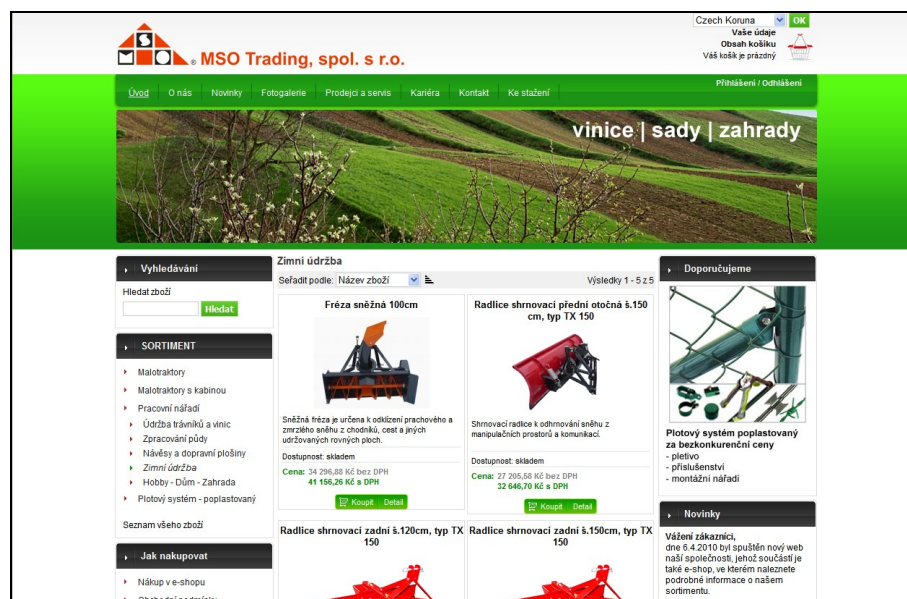 Czech Koruna OK
Vaše údaje
Obsah košíku
Váš košík je prázdný
S
M O ® MSO Trading, spol. s r.o.
Přihlášení / Odhlášení
Úvod O nás Novinky Fotogalerie Prodejci a servis Kariéra Kontakt Ke stažení
vinice | sady | zahrady
Vyhledávání
Hledat zboží
Hledat
SORTIMENT
Malotraktory
Malotraktory s kabinou
Pracovní nářadí
Údržba trávníků a vinic
Zpracování půdy
Návěsy a dopravní plošiny
Zimní údržba
Hobby - Dům - Zahrada
Plotový systém - poplastovaný
Seznam všeho zboží
Jak nakupovat
Nákup v e-shopu
Obchodní podmínky
Zimní údržba
Seřadit podle: Název zboží
Výsledky 1 - 5 z 5
Fréza sněžná 100cm
Sněžná fréza je určena k odklízení prachového a
zmrzlého sněhu z chodníků, cest a jiných
udržovaných rovných ploch.
Dostupnost: skladem
Cena: 34 296,88 Kč bez DPH
41 156,26 Kč s DPH
Koupit Detail
Radlice shrnovací přední otočná š.150
cm, typ TX 150
Shrnovací radlice k odhrnování sněhu z
manipulačních prostorů a komunikací.
Dostupnost: skladem
Cena: 27 205,58 Kč bez DPH
32 646,70 Kč s DPH
Koupit Detail
Radlice shrnovací zadní š.120cm, typ TX
150
Radlice shrnovací zadní š.150cm, typ TX
150
Doporučujeme
Plotový systém poplastovaný
za bezkonkurenční ceny
- pletivo
- příslušenství
- montážní nářadí
Novinky
Vážení zákazníci,
dne 6.4.2010 byl spuštěn nový web
naší společnosti, jehož součástí je
také e-shop, ve kterém naleznete
podrobné informace o našem
sortimentu.